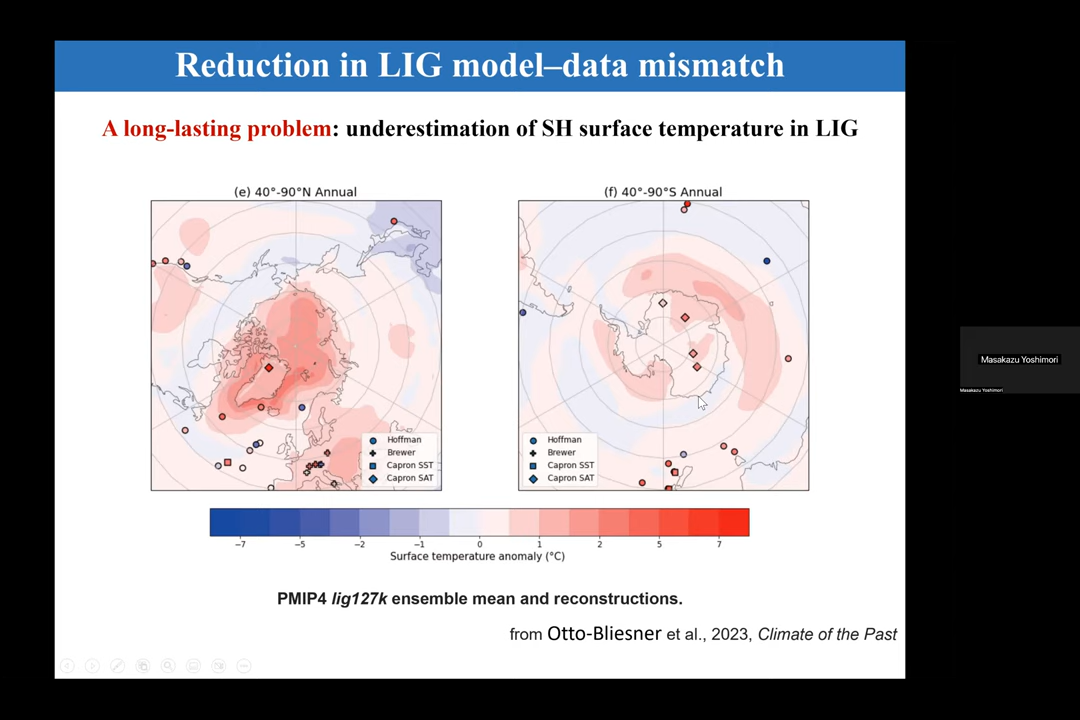 Reduction in LIG model–data mismatch
A long-lasting problem: underestimation of SH surface temperature in LIG
(e) 40°-90°N Annual
(f) 40°-90°S Annual
Hoffman
Brewer
Capron SST
Capron SAT
Hoffman
Brewer
Capron SST
Capron SAT
−7 −5 −2 −1 0 1 2 5 7
Surface temperature anomaly (°C)
PMIP4 lig127k ensemble mean and reconstructions.
from Otto-Bliesner et al., 2023, Climate of the Past
Masakazu Yoshimori
Masakazu Yoshimori